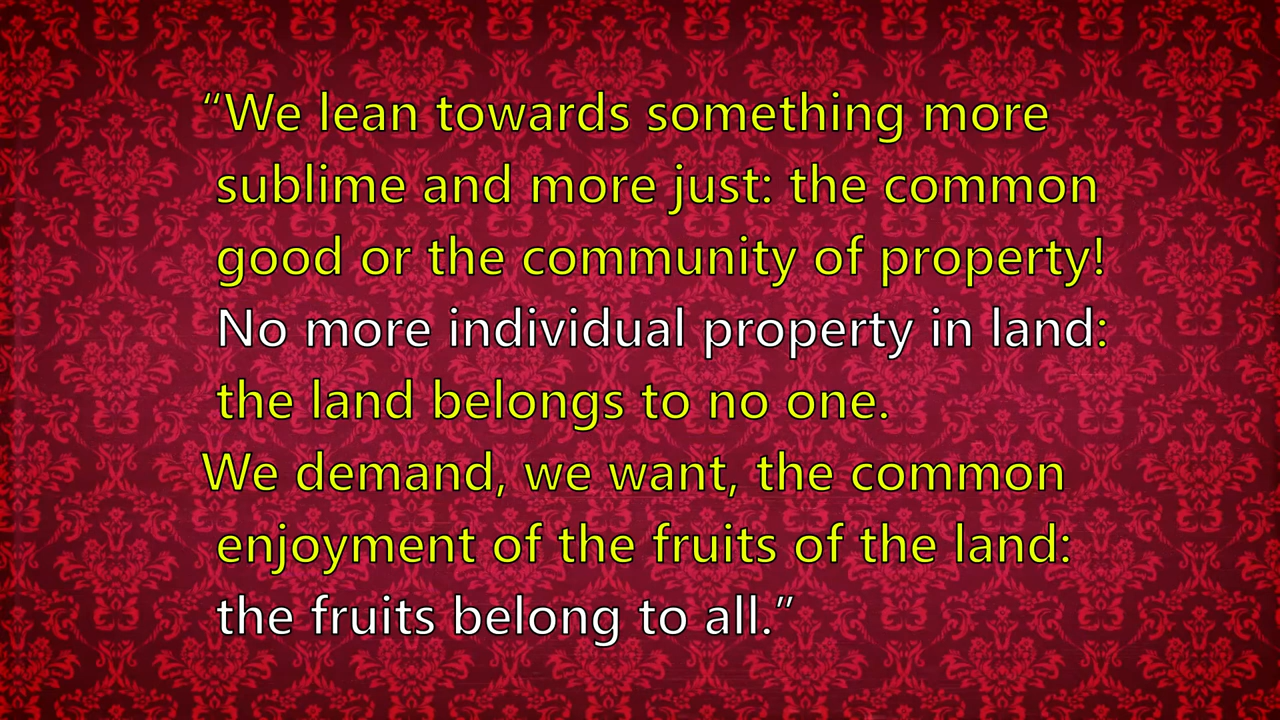 “We lean towards something more
sublime and more just: the common
good or the community of property!
No more individual property in land:
the land belongs to no one.
We demand, we want, the common
enjoyment of the fruits of the land:
the fruits belong to all.”